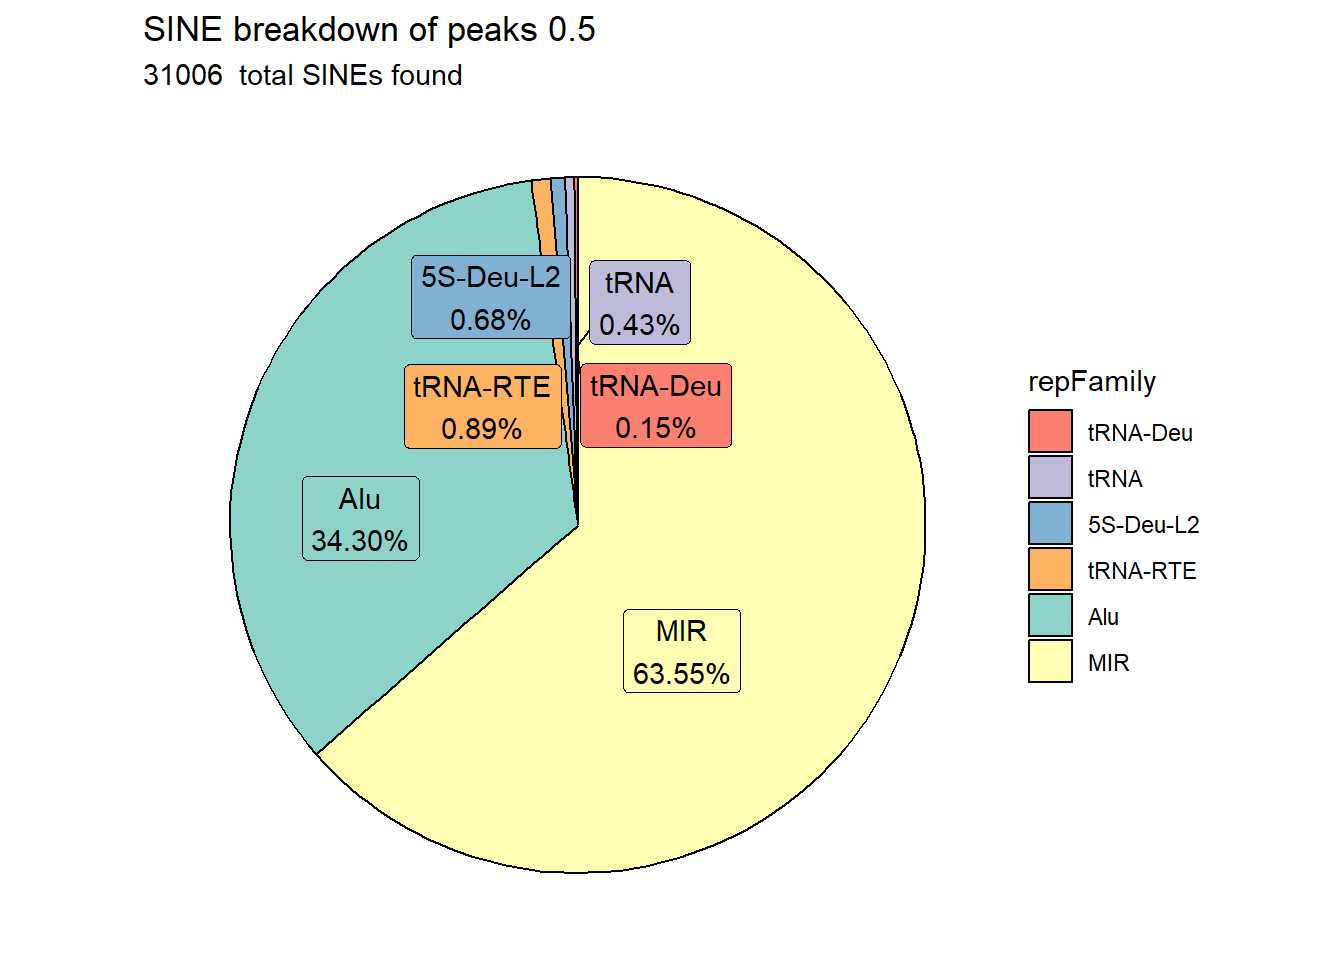 SINE breakdown of peaks 0.5
31006  total SINEs found
5S-Deu-L2
0.68%
tRNA
0.43%
tRNA-RTE
0.89%
tRNA-Deu
0.15%
Alu
34.30%
MIR
63.55%
repFamily
tRNA-Deu
tRNA
5S-Deu-L2
tRNA-RTE
Alu
MIR